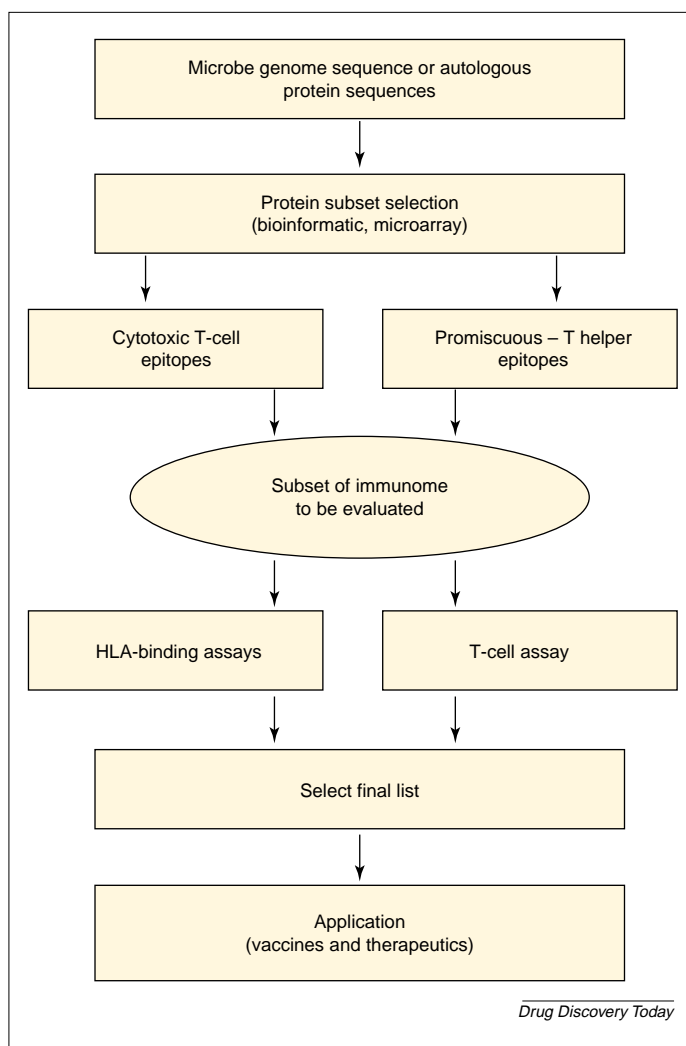 Microbe genome sequence or autologous
protein sequences
Protein subset selection
(bioinformatic, microarray)
Cytotoxic T-cell
epitopes
Promiscuous – T helper
epitopes
Subset of immunome
to be evaluated
HLA-binding assays
T-cell assay
Select final list
Application
(vaccines and therapeutics)
Drug Discovery Today